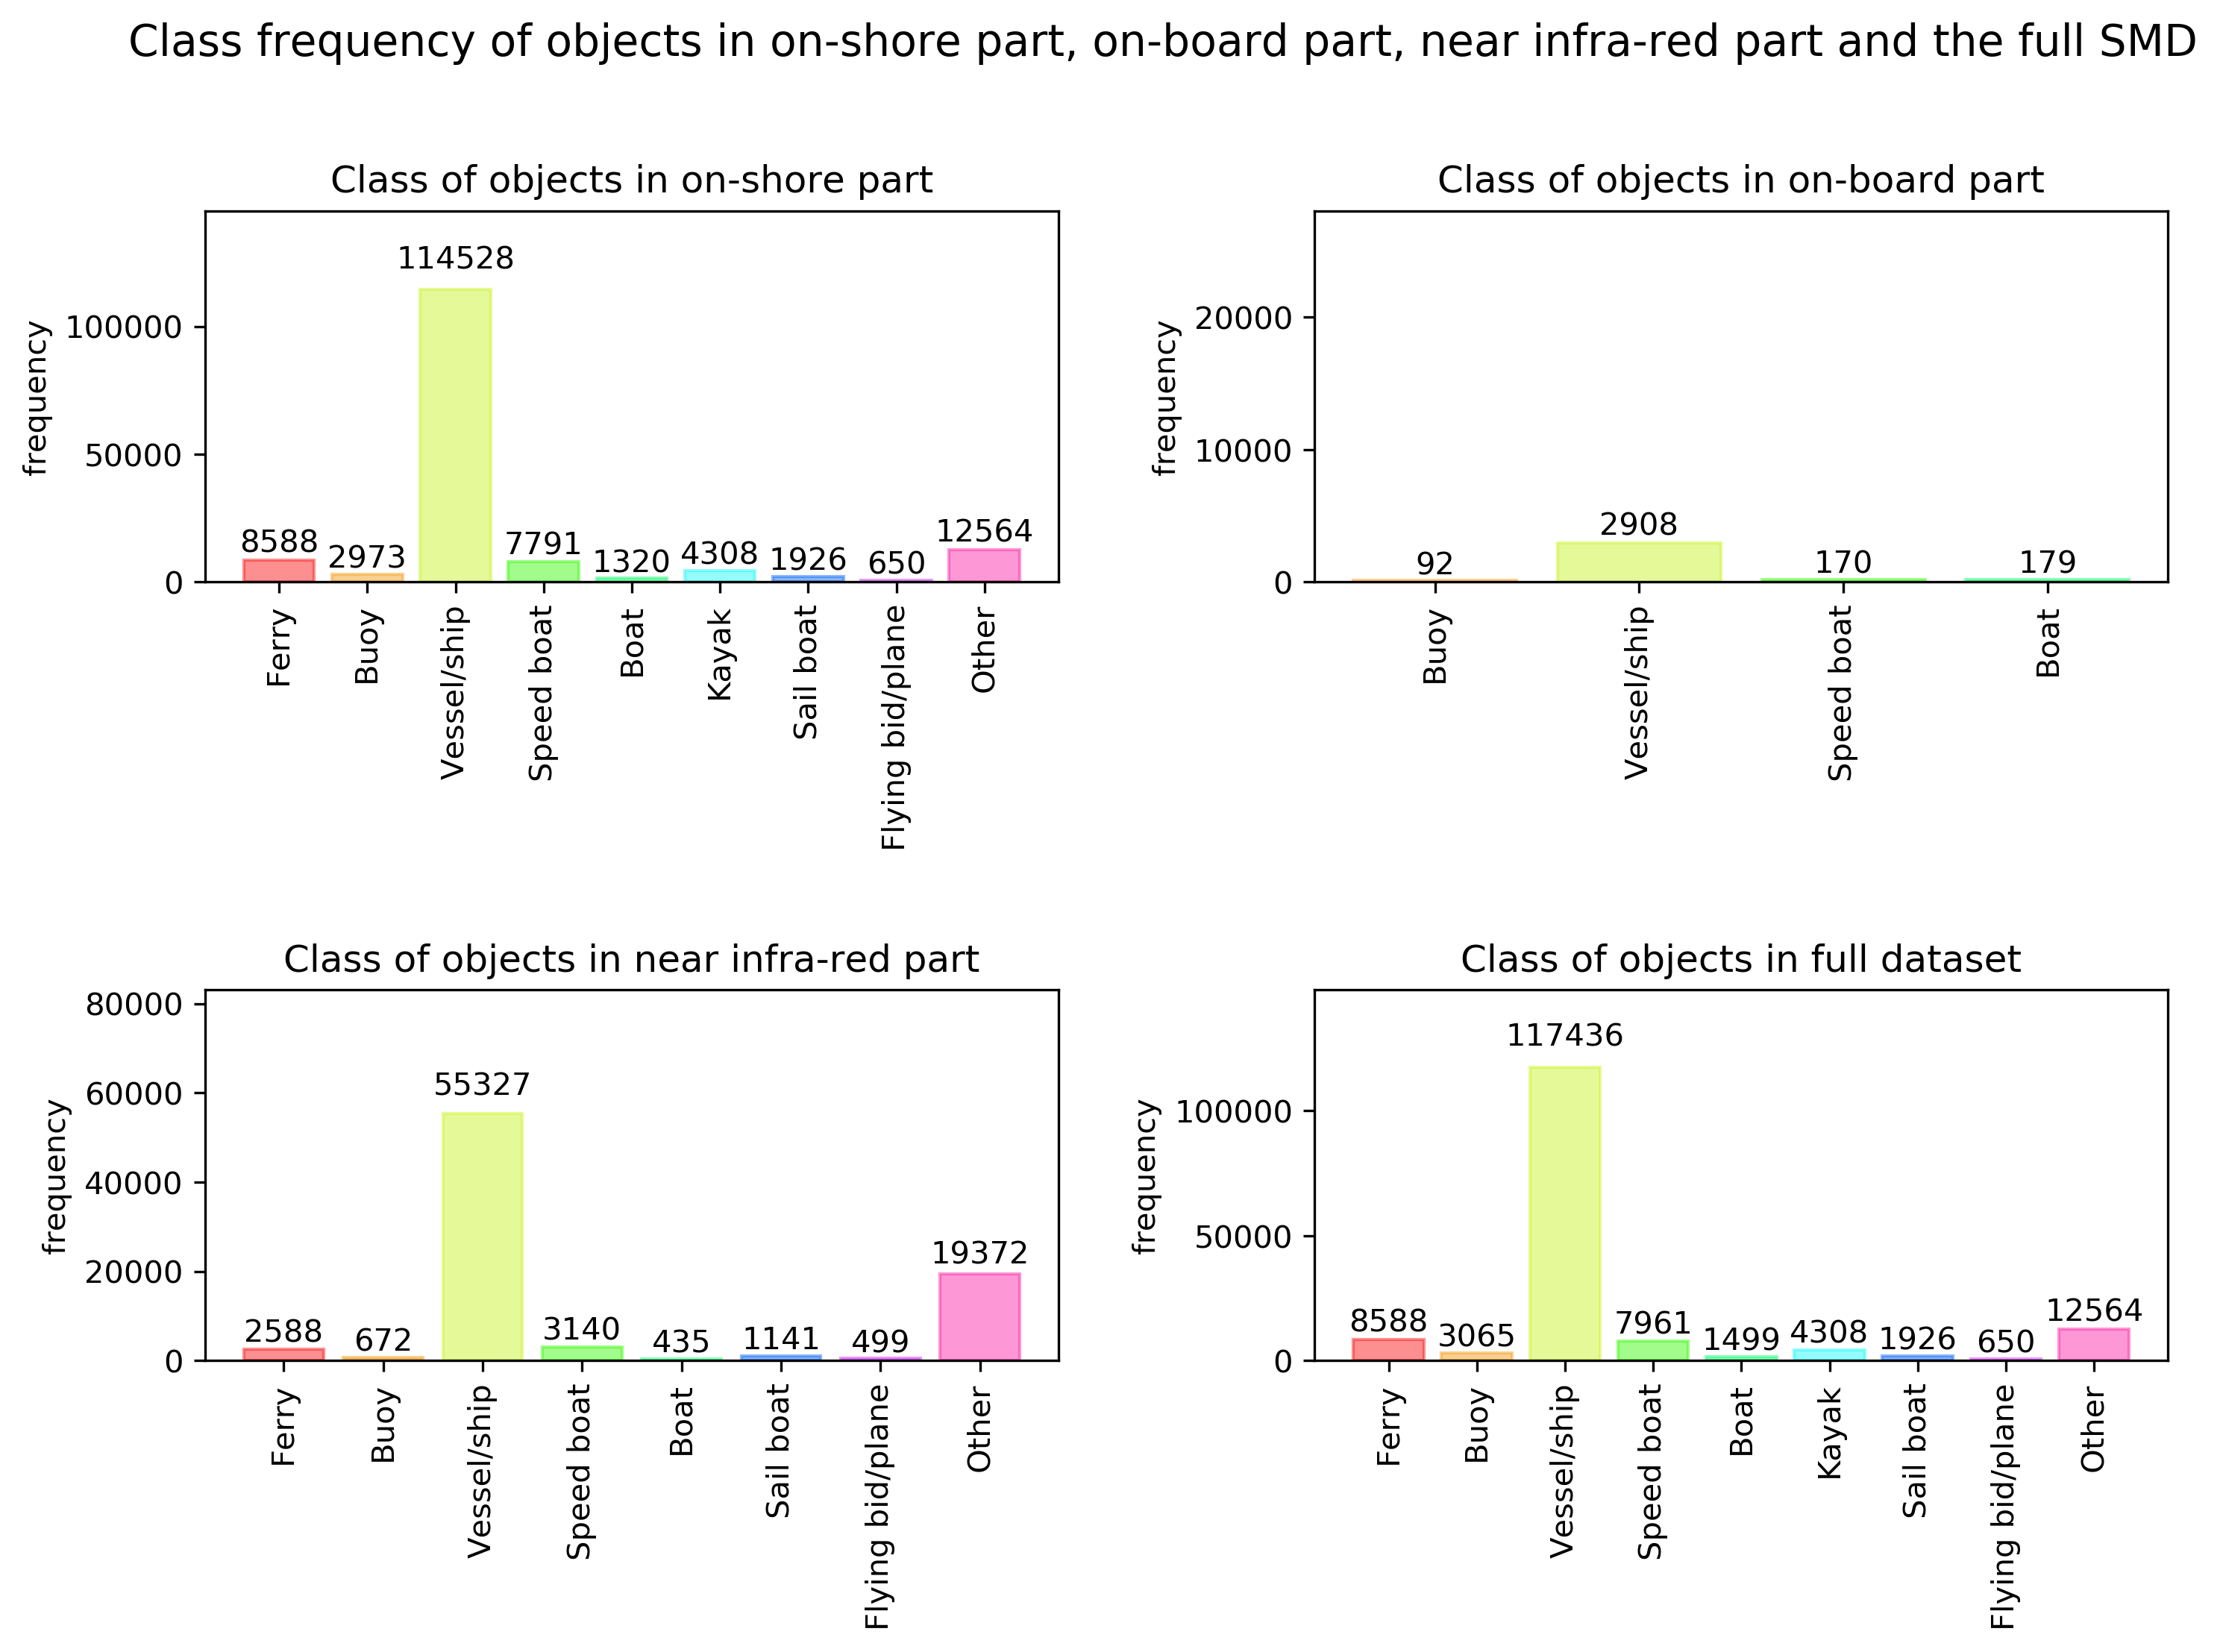 Class frequency of objects in on-shore part, on-board part, near infra-red part and the full SMD
Class of objects in on-shore part
frequency
100000
50000
0
8588
2973
114528
7791
1320
4308
1926
650
12564
Ferry
Buoy
Vessel/ship
Speed boat
Boat
Kayak
Sail boat
Flying bid/plane
Other
Class of objects in on-board part
frequency
20000
10000
0
92
2908
170
179
Buoy
Vessel/ship
Speed boat
Boat
Class of objects in near infra-red part
frequency
80000
60000
40000
20000
0
2588
672
55327
3140
435
1141
499
19372
Ferry
Buoy
Vessel/ship
Speed boat
Boat
Sail boat
Flying bid/plane
Other
Class of objects in full dataset
frequency
100000
50000
0
8588
3065
117436
7961
1499
4308
1926
650
12564
Ferry
Buoy
Vessel/ship
Speed boat
Boat
Kayak
Sail boat
Flying bid/plane
Other